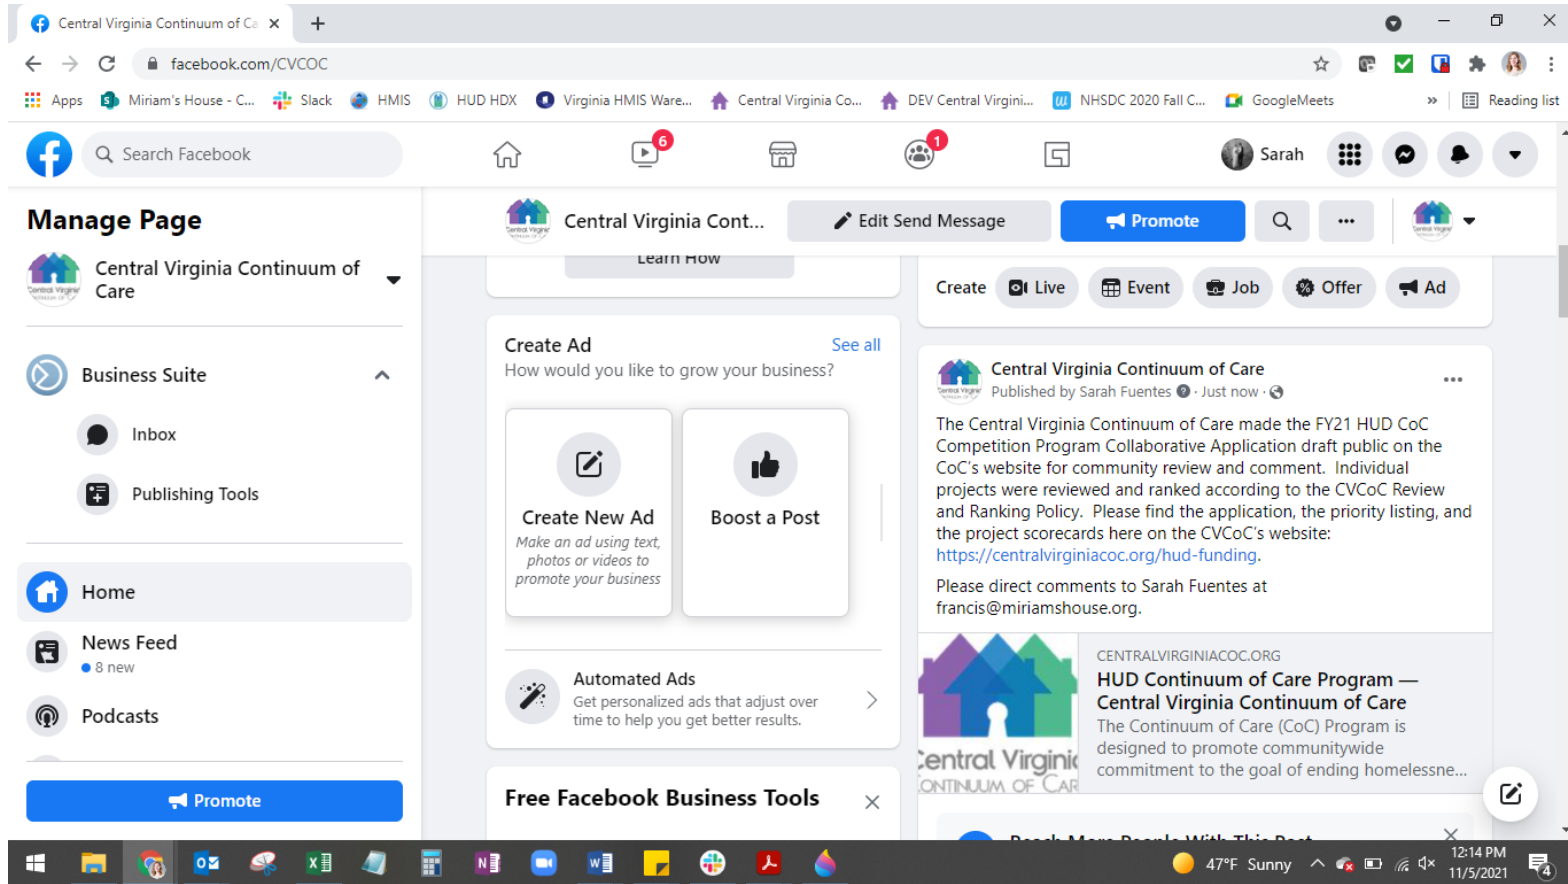 Central Virginia Continuum of Ca
facebook.com/CVCOC
Apps
Miriam's House - C...
Slack
HMIS
HUD HDX
Virginia HMIS Ware...
Central Virginia Co...
DEV Central Virgini...
NHSDC 2020 Fall C...
GoogleMeets
»
Reading list
Search Facebook
6
1
Sarah
Manage Page
Central Virginia Continuum of
Care
Business Suite
Inbox
Publishing Tools
Home
News Feed
8 new
Podcasts
Promote
Central Virginia Cont...
Edit Send Message
Promote
Learn How
Create Ad
See all
How would you like to grow your business?
Create New Ad
Make an ad using text,
photos or videos to
promote your business
Boost a Post
Automated Ads
Get personalized ads that adjust over
time to help you get better results.
Free Facebook Business Tools
Create
Live
Event
Job
Offer
Ad
Central Virginia Continuum of Care
Published by Sarah Fuentes · Just now ·
The Central Virginia Continuum of Care made the FY21 HUD CoC
Competition Program Collaborative Application draft public on the
CoC's website for community review and comment.  Individual
projects were reviewed and ranked according to the CVCoC Review
and Ranking Policy.  Please find the application, the priority listing, and
the project scorecards here on the CVCoC's website:
https://centralvirginiacoc.org/hud-funding.
Please direct comments to Sarah Fuentes at
francis@miriamshouse.org.
Central Virginia
CONTINUUM OF CAR
CENTRALVIRGINIACOC.ORG
HUD Continuum of Care Program —
Central Virginia Continuum of Care
The Continuum of Care (CoC) Program is
designed to promote communitywide
commitment to the goal of ending homelessne...
Reach More People With This Post
47°F Sunny
12:14 PM
11/5/2021
4